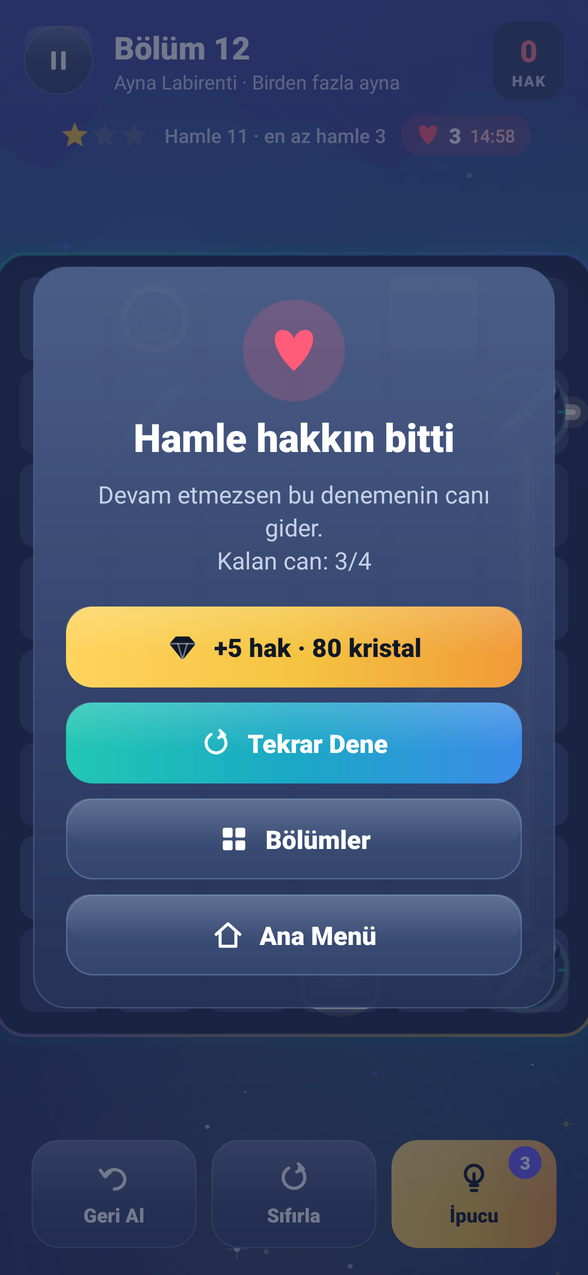 Bölüm 12
Ayna Labirenti · Birden fazla ayna
0
HAK
Hamle 11 · en az hamle 3
3 14:58
Hamle hakkın bitti
Devam etmezsen bu denemenin canı
gider.
Kalan can: 3/4
+5 hak · 80 kristal
Tekrar Dene
Bölümler
Ana Menü
Geri Al
Sıfırla
3
İpucu